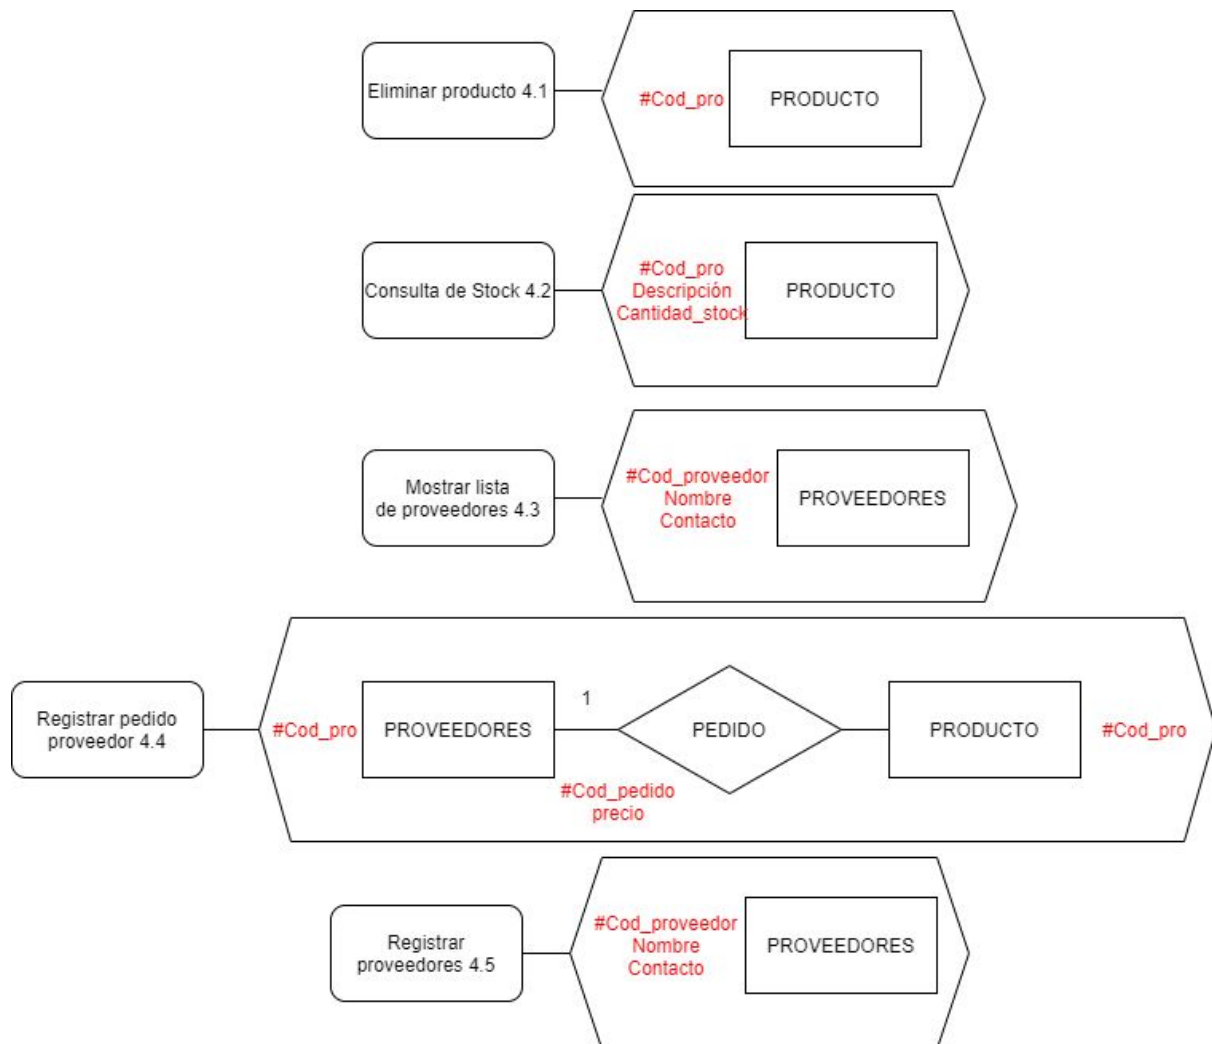 Eliminar producto 4.1
#Cod_pro
PRODUCTO
Consulta de Stock 4.2
#Cod_pro
Descripción
Cantidad_stock
PRODUCTO
Mostrar lista
de proveedores 4.3
#Cod_proveedor
Nombre
Contacto
PROVEEDORES
Registrar pedido
proveedor 4.4
#Cod_pro
PROVEEDORES
1
#Cod_pedido
precio
PEDIDO
PRODUCTO
#Cod_pro
Registrar
proveedores 4.5
#Cod_proveedor
Nombre
Contacto
PROVEEDORES